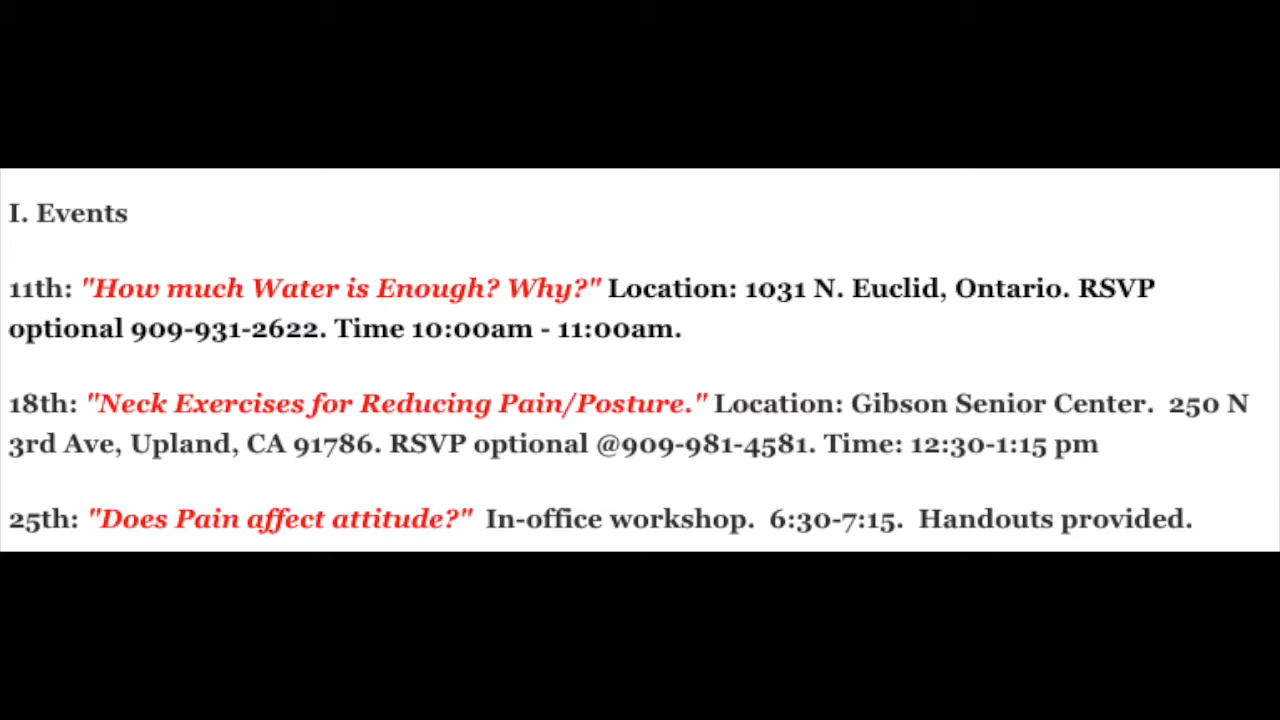 I. Events
11th: "How much Water is Enough? Why?" Location: 1031 N. Euclid, Ontario. RSVP
optional 909-931-2622. Time 10:00am - 11:00am.
18th: "Neck Exercises for Reducing Pain/Posture." Location: Gibson Senior Center.  250 N
3rd Ave, Upland, CA 91786. RSVP optional @909-981-4581. Time: 12:30-1:15 pm
25th: "Does Pain affect attitude?"  In-office workshop.  6:30-7:15.  Handouts provided.